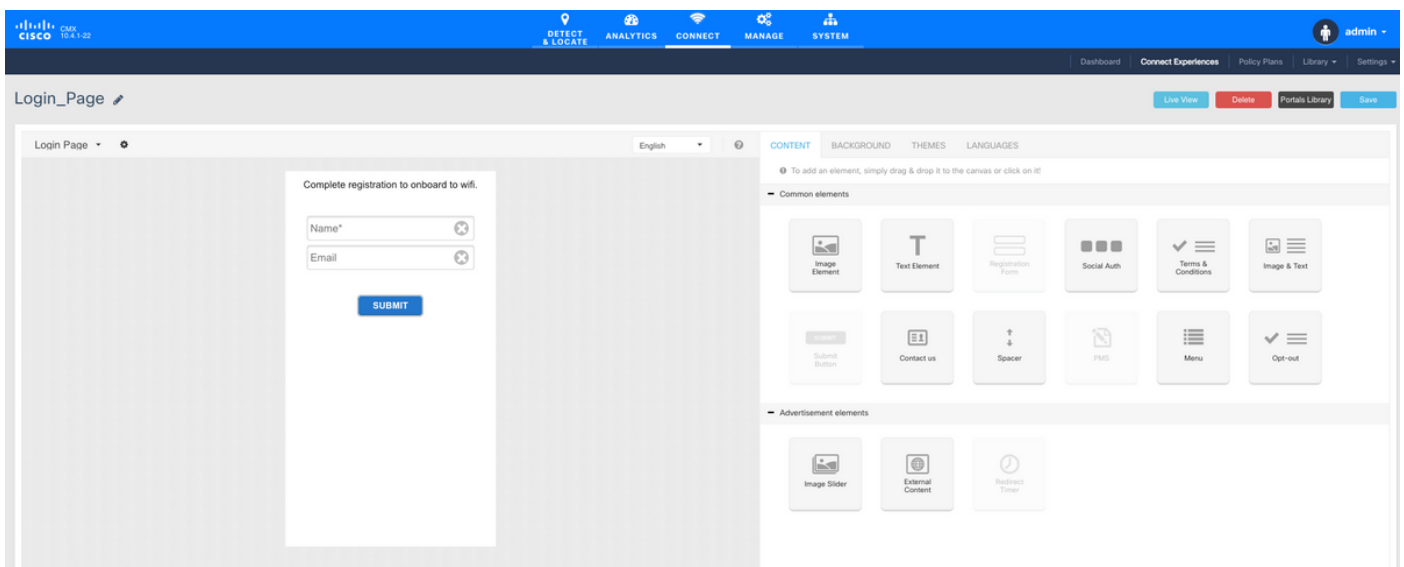 CISCO CMX 10.4.1-22
DETECT & LOCATE
ANALYTICS
CONNECT
MANAGE
SYSTEM
admin
Dashboard
Connect Experiences
Policy Plans
Library
Settings
Login_Page
Live View
Delete
Portals Library
Save
Login Page
English
Complete registration to onboard to wifi.
Name*
Email
SUBMIT
CONTENT
BACKGROUND
THEMES
LANGUAGES
To add an element, simply drag & drop it to the canvas or click on it!
Common elements
Image
Element
Text Element
Registration
Form
Social Auth
Terms &
Conditions
Image & Text
SUBMIT
Submit
Button
Contact us
Spacer
PMS
Menu
Opt-out
Advertisement elements
Image Slider
External
Content
Redirect
Timer